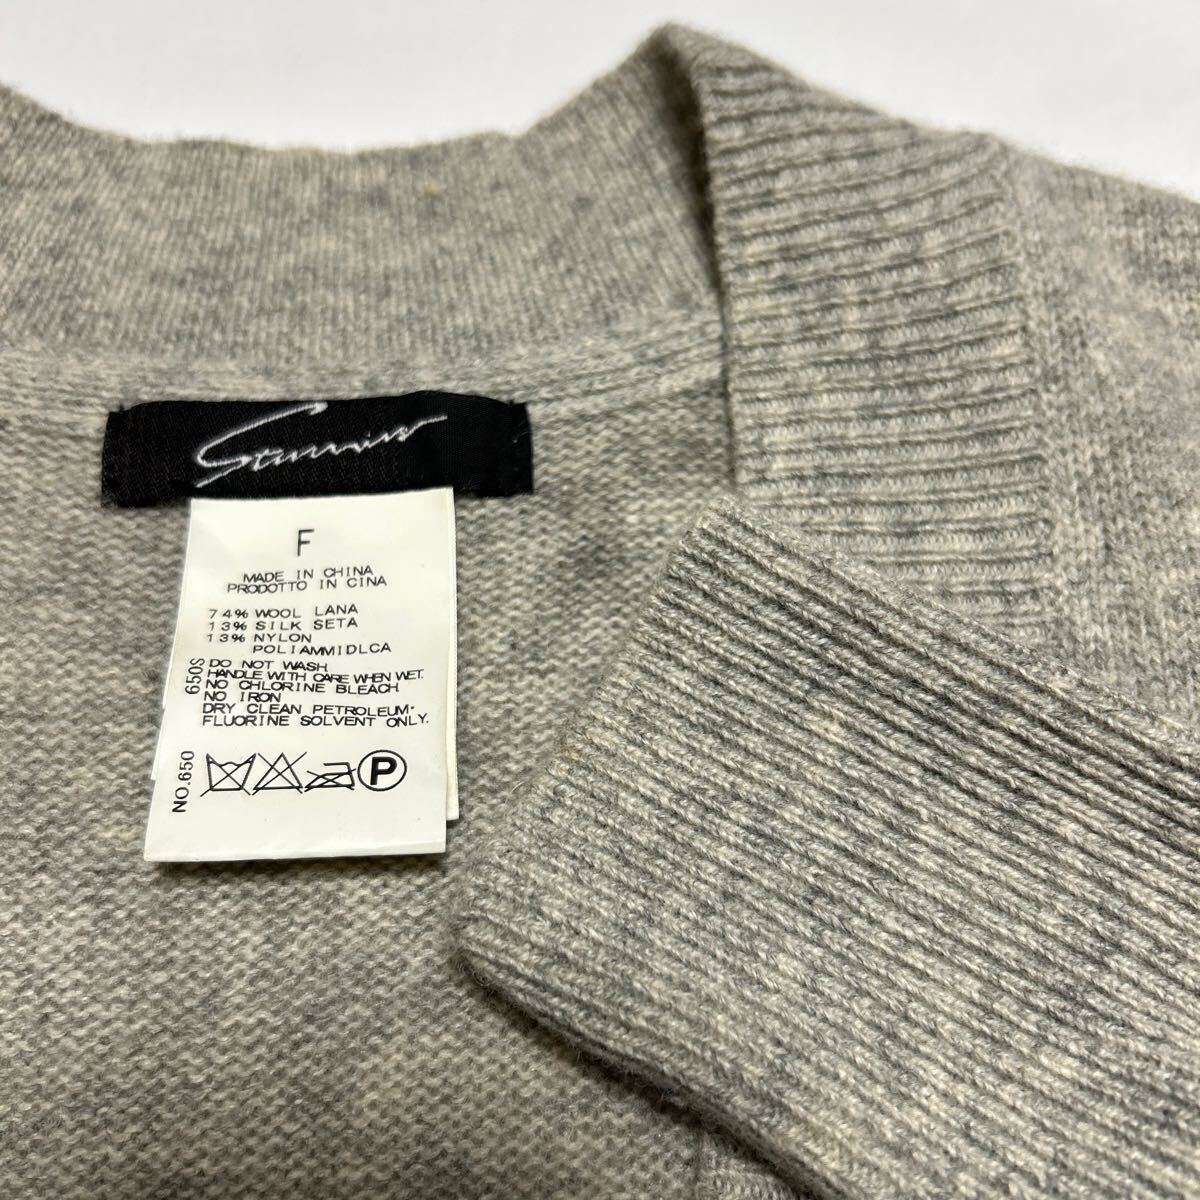 F
MADE IN CHINA
PRODOTTO IN CINA
74% WOOL LANA
13% SILK SETA
13% NYLON
POLIAMMIDLCA
DO NOT WASH
HANDLE WITH CARE WHEN WET.
NO CHLORINE BLEACH
NO IRON
DRY CLEAN PETROLEUM-
FLUORINE SOLVENT ONLY.
P
NO.650
650S